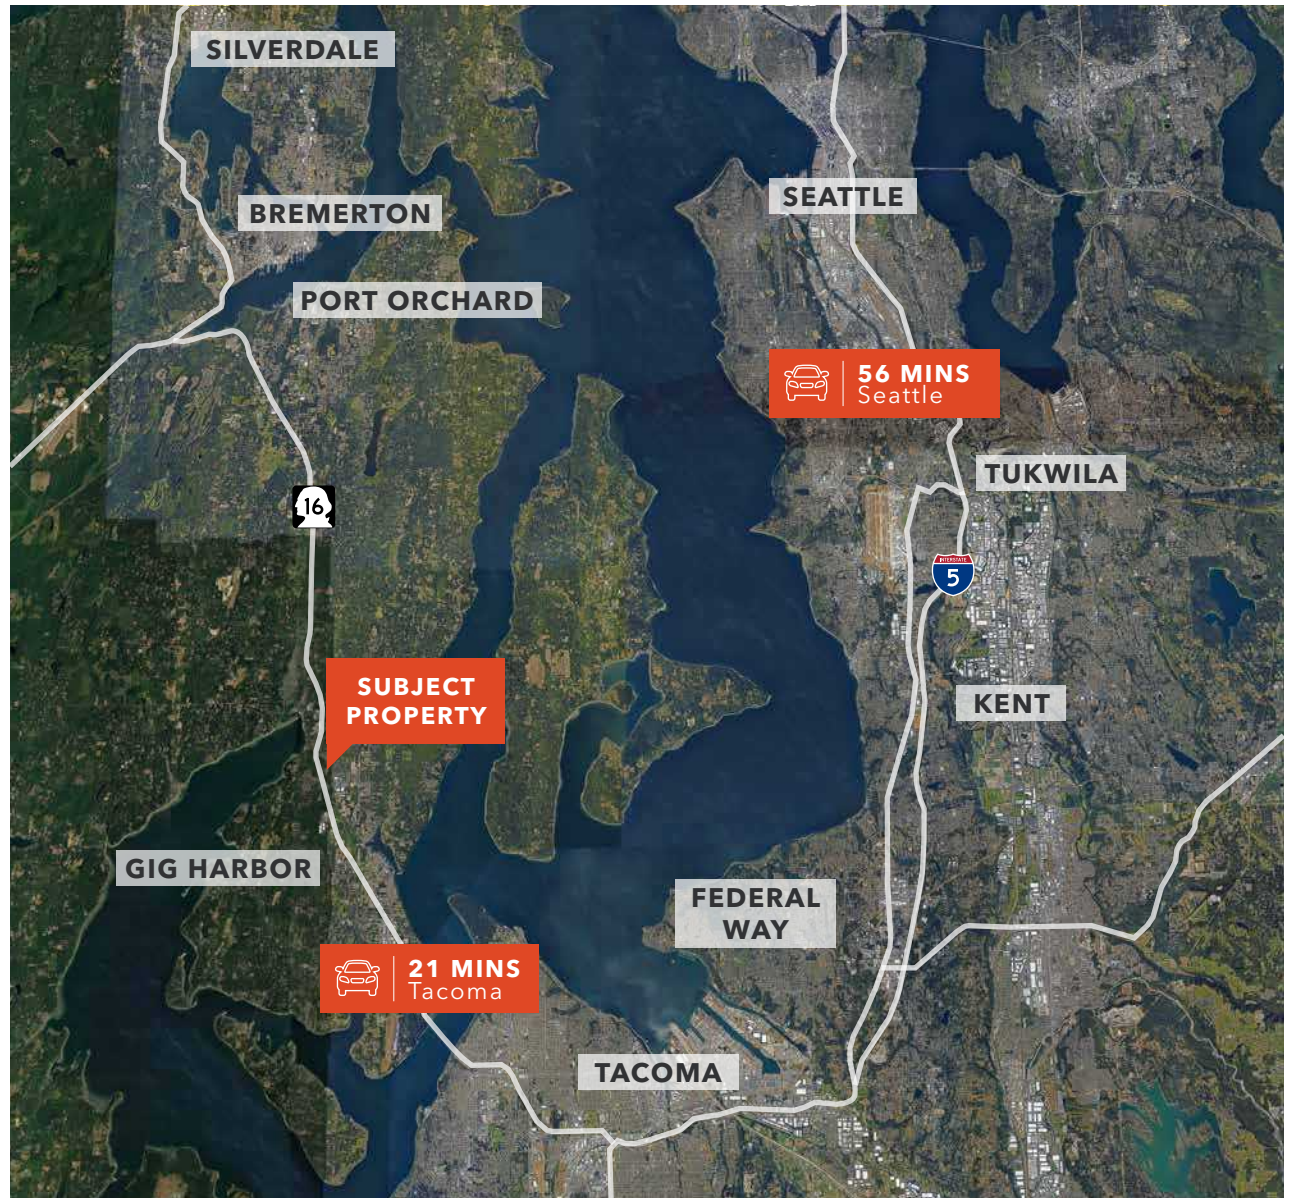 SILVERDALE
BREMERTON
SEATTLE
PORT ORCHARD
56 MINS
Seattle
TUKWILA
16
INTERSTATE
5
SUBJECT
PROPERTY
KENT
GIG HARBOR
FEDERAL
WAY
21 MINS
Tacoma
TACOMA